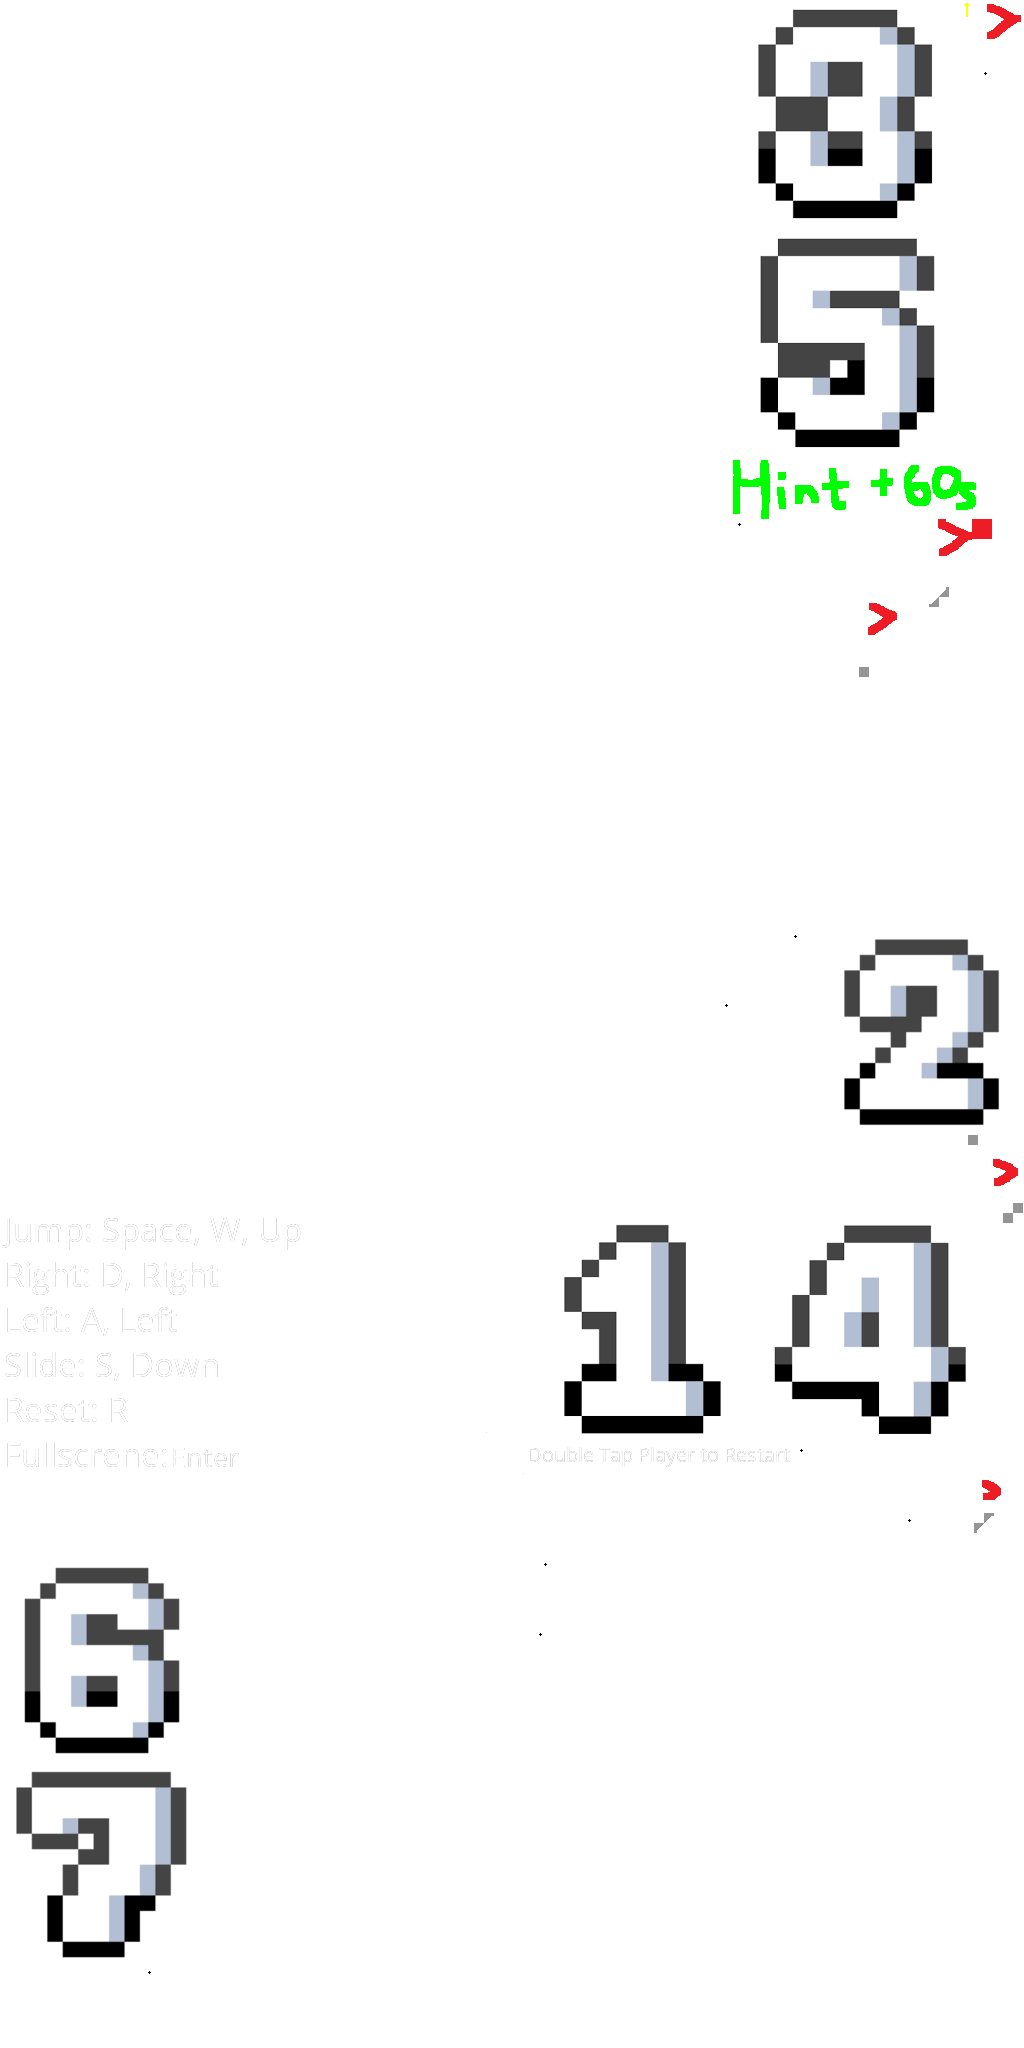 3
5
Hint +60s
2
Jump: Space, W, Up
Right: D, Right
Left: A, Left
Slide: S, Down
Reset: R
Fullscrene: Enter
1 4
Double Tap Player to Restart
6
7